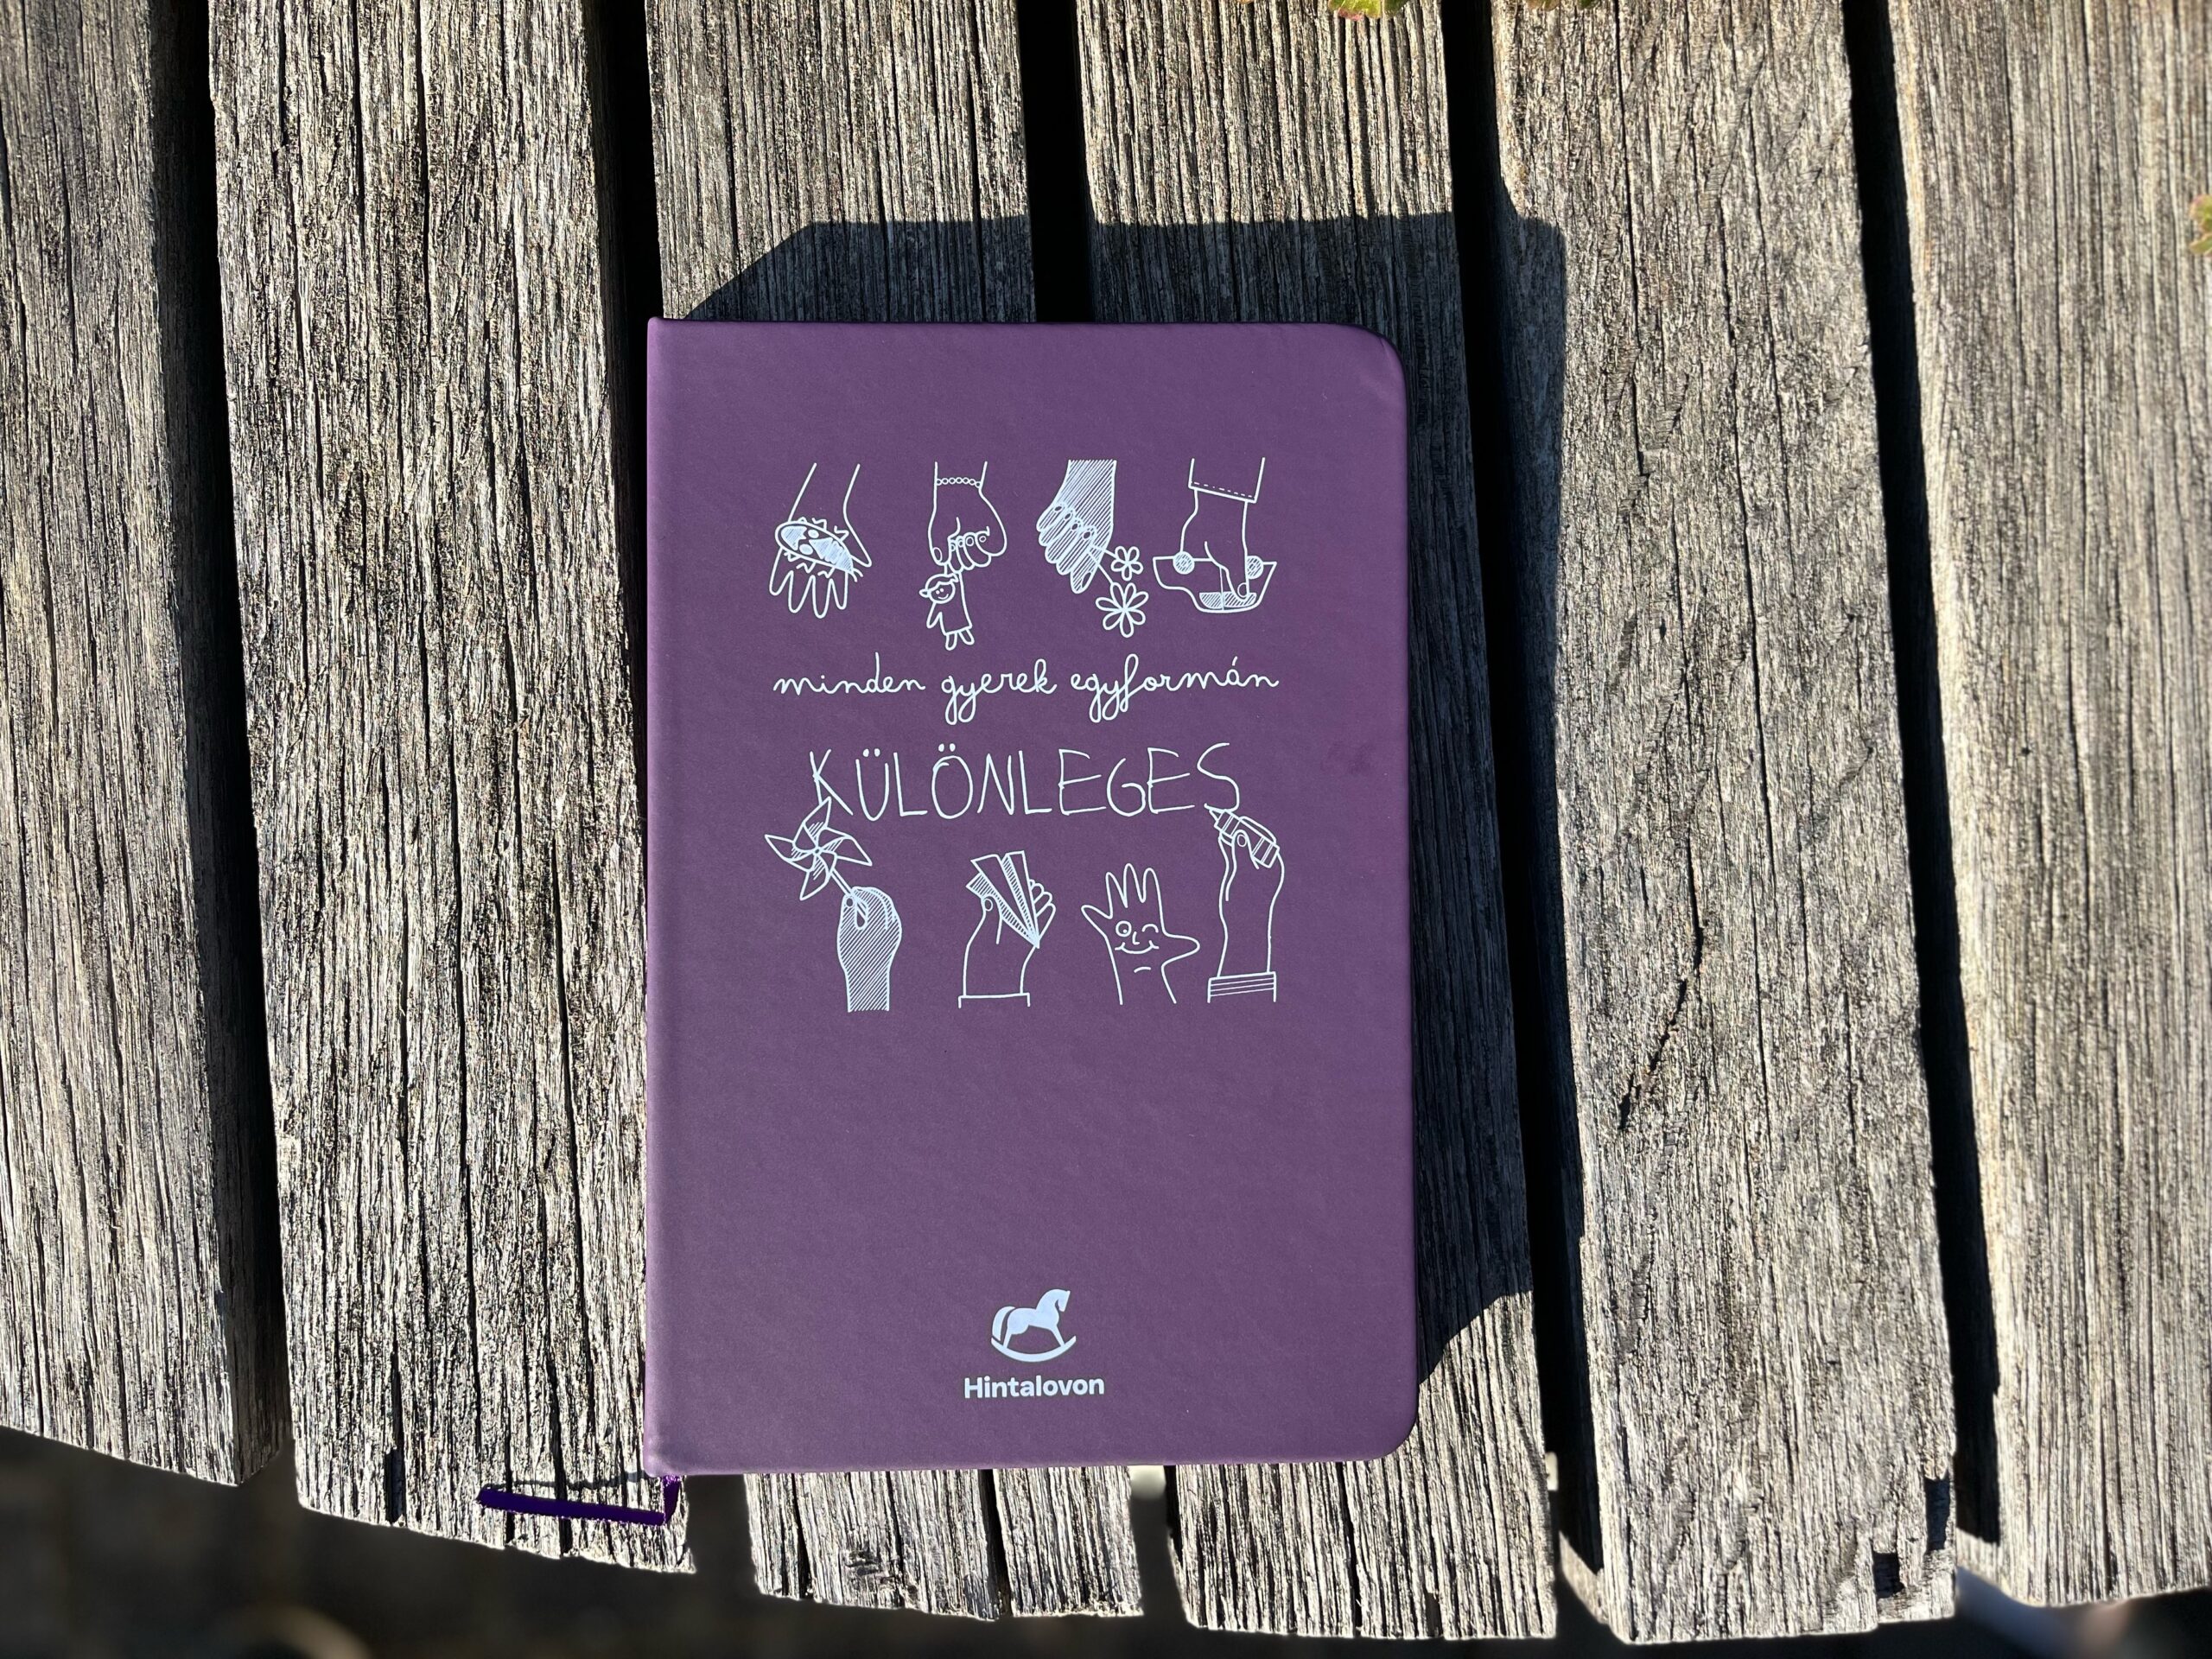 minden gyerek egyformán
KÜLÖNLEGES
Hintalovon